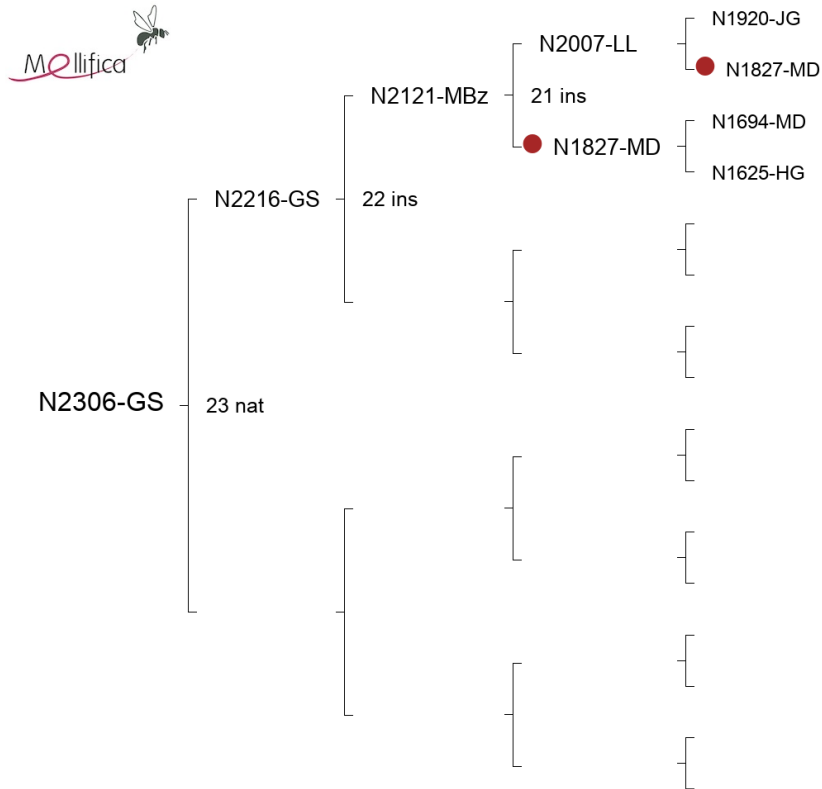 Mellifica
N1920-JG
N2007-LL
N1827-MD
N2121-MBz
21 ins
N1694-MD
N1827-MD
N1625-HG
N2216-GS
22 ins
N2306-GS
23 nat